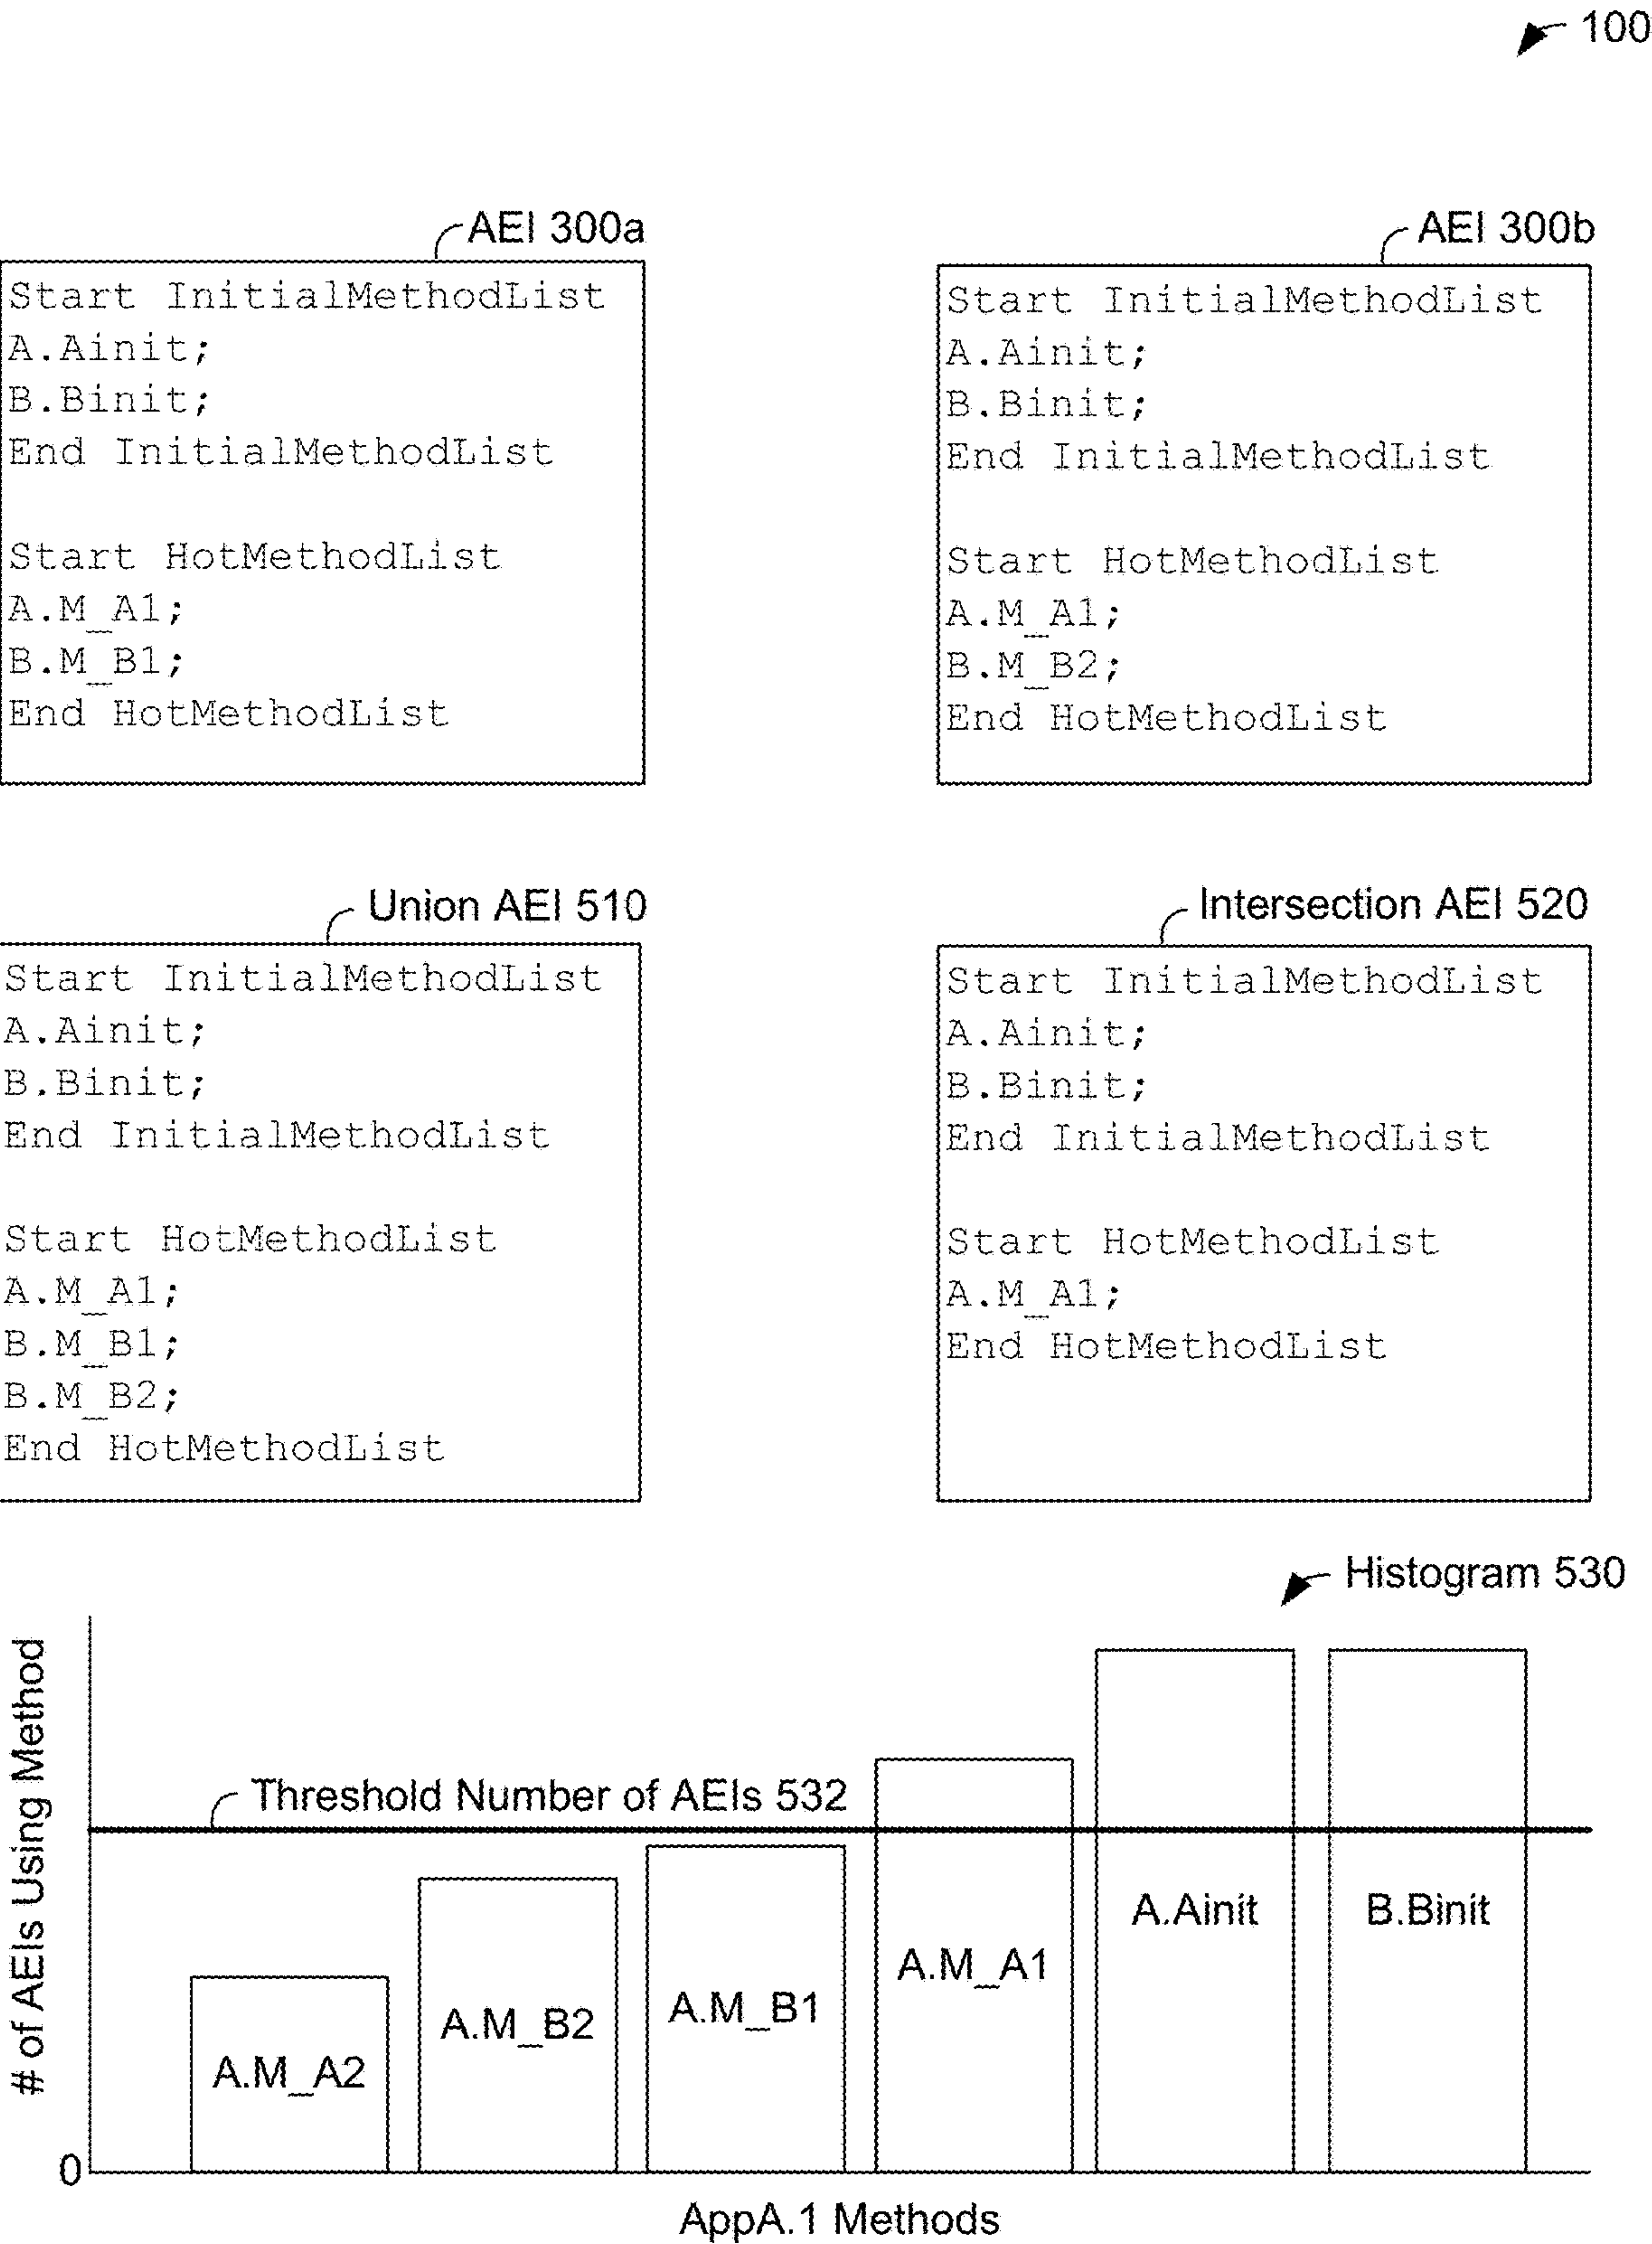 100
AEI 300a
Start InitialMethodList
A.Ainit;
B.Binit;
End InitialMethodList
Start HotMethodList
A.M_A1;
B.M_B1;
End HotMethodList
AEI 300b
Start InitialMethodList
A.Ainit;
B.Binit;
End InitialMethodList
Start HotMethodList
A.M_A1;
B.M_B2;
End HotMethodList
Union AEI 510
Start InitialMethodList
A.Ainit;
B.Binit;
End InitialMethodList
Start HotMethodList
A.M_A1;
B.M_B1;
B.M_B2;
End HotMethodList
Intersection AEI 520
Start InitialMethodList
A.Ainit;
B.Binit;
End InitialMethodList
Start HotMethodList
A.M_A1;
End HotMethodList
Histogram 530
# of AEIs Using Method
Threshold Number of AEIs 532
A.M_A2
A.M_B2
A.M_B1
A.M_A1
A.Ainit
B.Binit
0
AppA.1 Methods